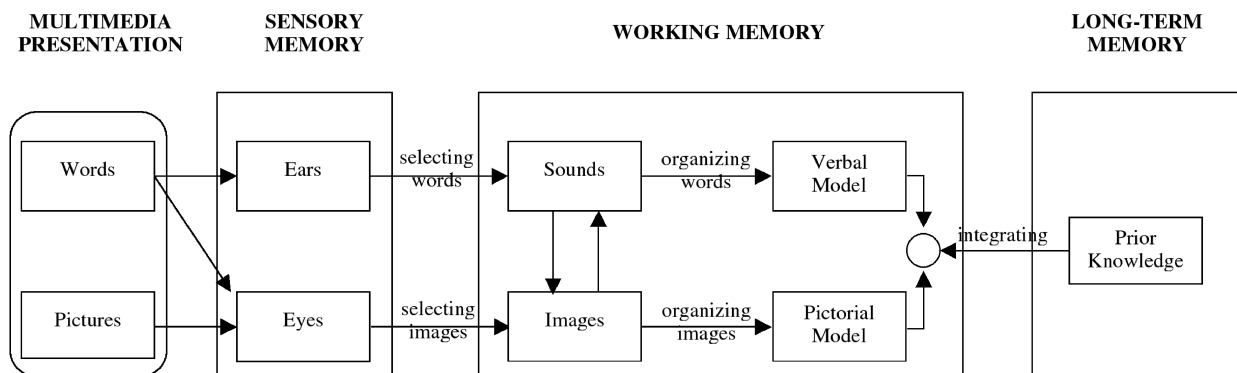 MULTIMEDIA
PRESENTATION
SENSORY
MEMORY
WORKING MEMORY
LONG-TERM
MEMORY
Words
Ears
selecting
words
Sounds
organizing
words
Verbal
Model
integrating
Prior
Knowledge
Pictures
Eyes
selecting
images
Images
organizing
images
Pictorial
Model